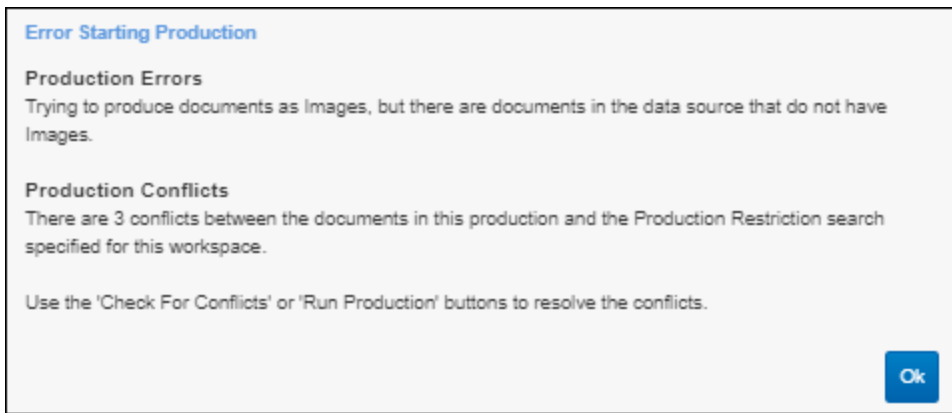 Error Starting Production
Production Errors
Trying to produce documents as Images, but there are documents in the data source that do not have
Images.
Production Conflicts
There are 3 conflicts between the documents in this production and the Production Restriction search
specified for this workspace.
Use the 'Check For Conflicts' or 'Run Production' buttons to resolve the conflicts.
Ok